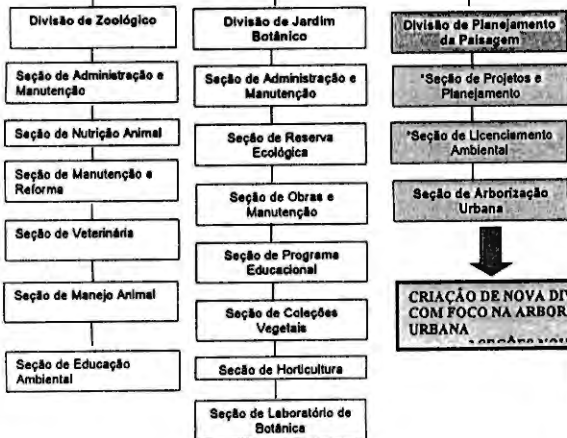 Divisão de Zoológico
Seção de Administração e
Manutenção
Seção de Nutrição Animal
Seção de Manutenção e
Reforma
Seção de Veterinária
Seção de Manejo Animal
Seção de Educação
Ambiental
Divisão de Jardim
Botânico
Seção de Administração e
Manutenção
Seção de Reserva
Ecológica
Seção de Obras e
Manutenção
Seção de Programa
Educacional
Seção de Coleções
Vegetais
Secão de Horticultura
Seção de Laboratório de
Botânica
Divisão de Planejamento
da Paisagem
*Seção de Projetos e
Planejamento
*Seção de Licenciamento
Ambiental
Seção de Arborização
Urbana
CRIAÇÃO DE NOVA DI
COM FOCO NA ARBOR
URBANA